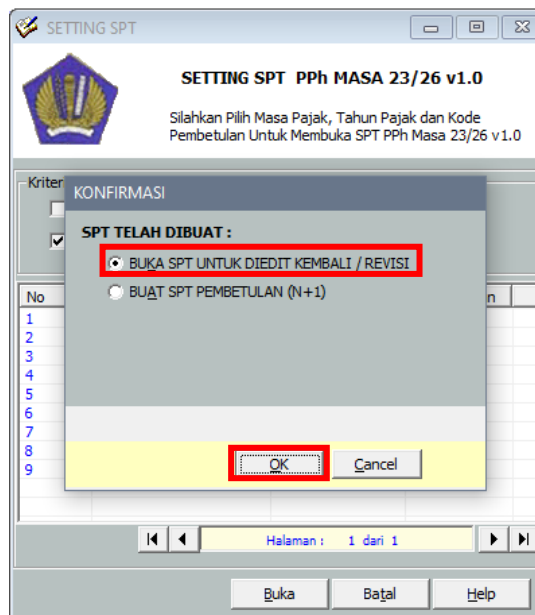 SETTING SPT
SETTING SPT PPh MASA 23/26 v1.0
Silahkan Pilih Masa Pajak, Tahun Pajak dan Kode
Pembetulan Untuk Membuka SPT PPh Masa 23/26 v1.0
Kriter
KONFIRMASI
SPT TELAH DIBUAT :
BUKA SPT UNTUK DIEDIT KEMBALI / REVISI
BUAT SPT PEMBETULAN (N+1)
No
n
1
2
3
4
5
6
7
8
9
OK
Cancel
Halaman : 1 dari 1
Buka
Batal
Help